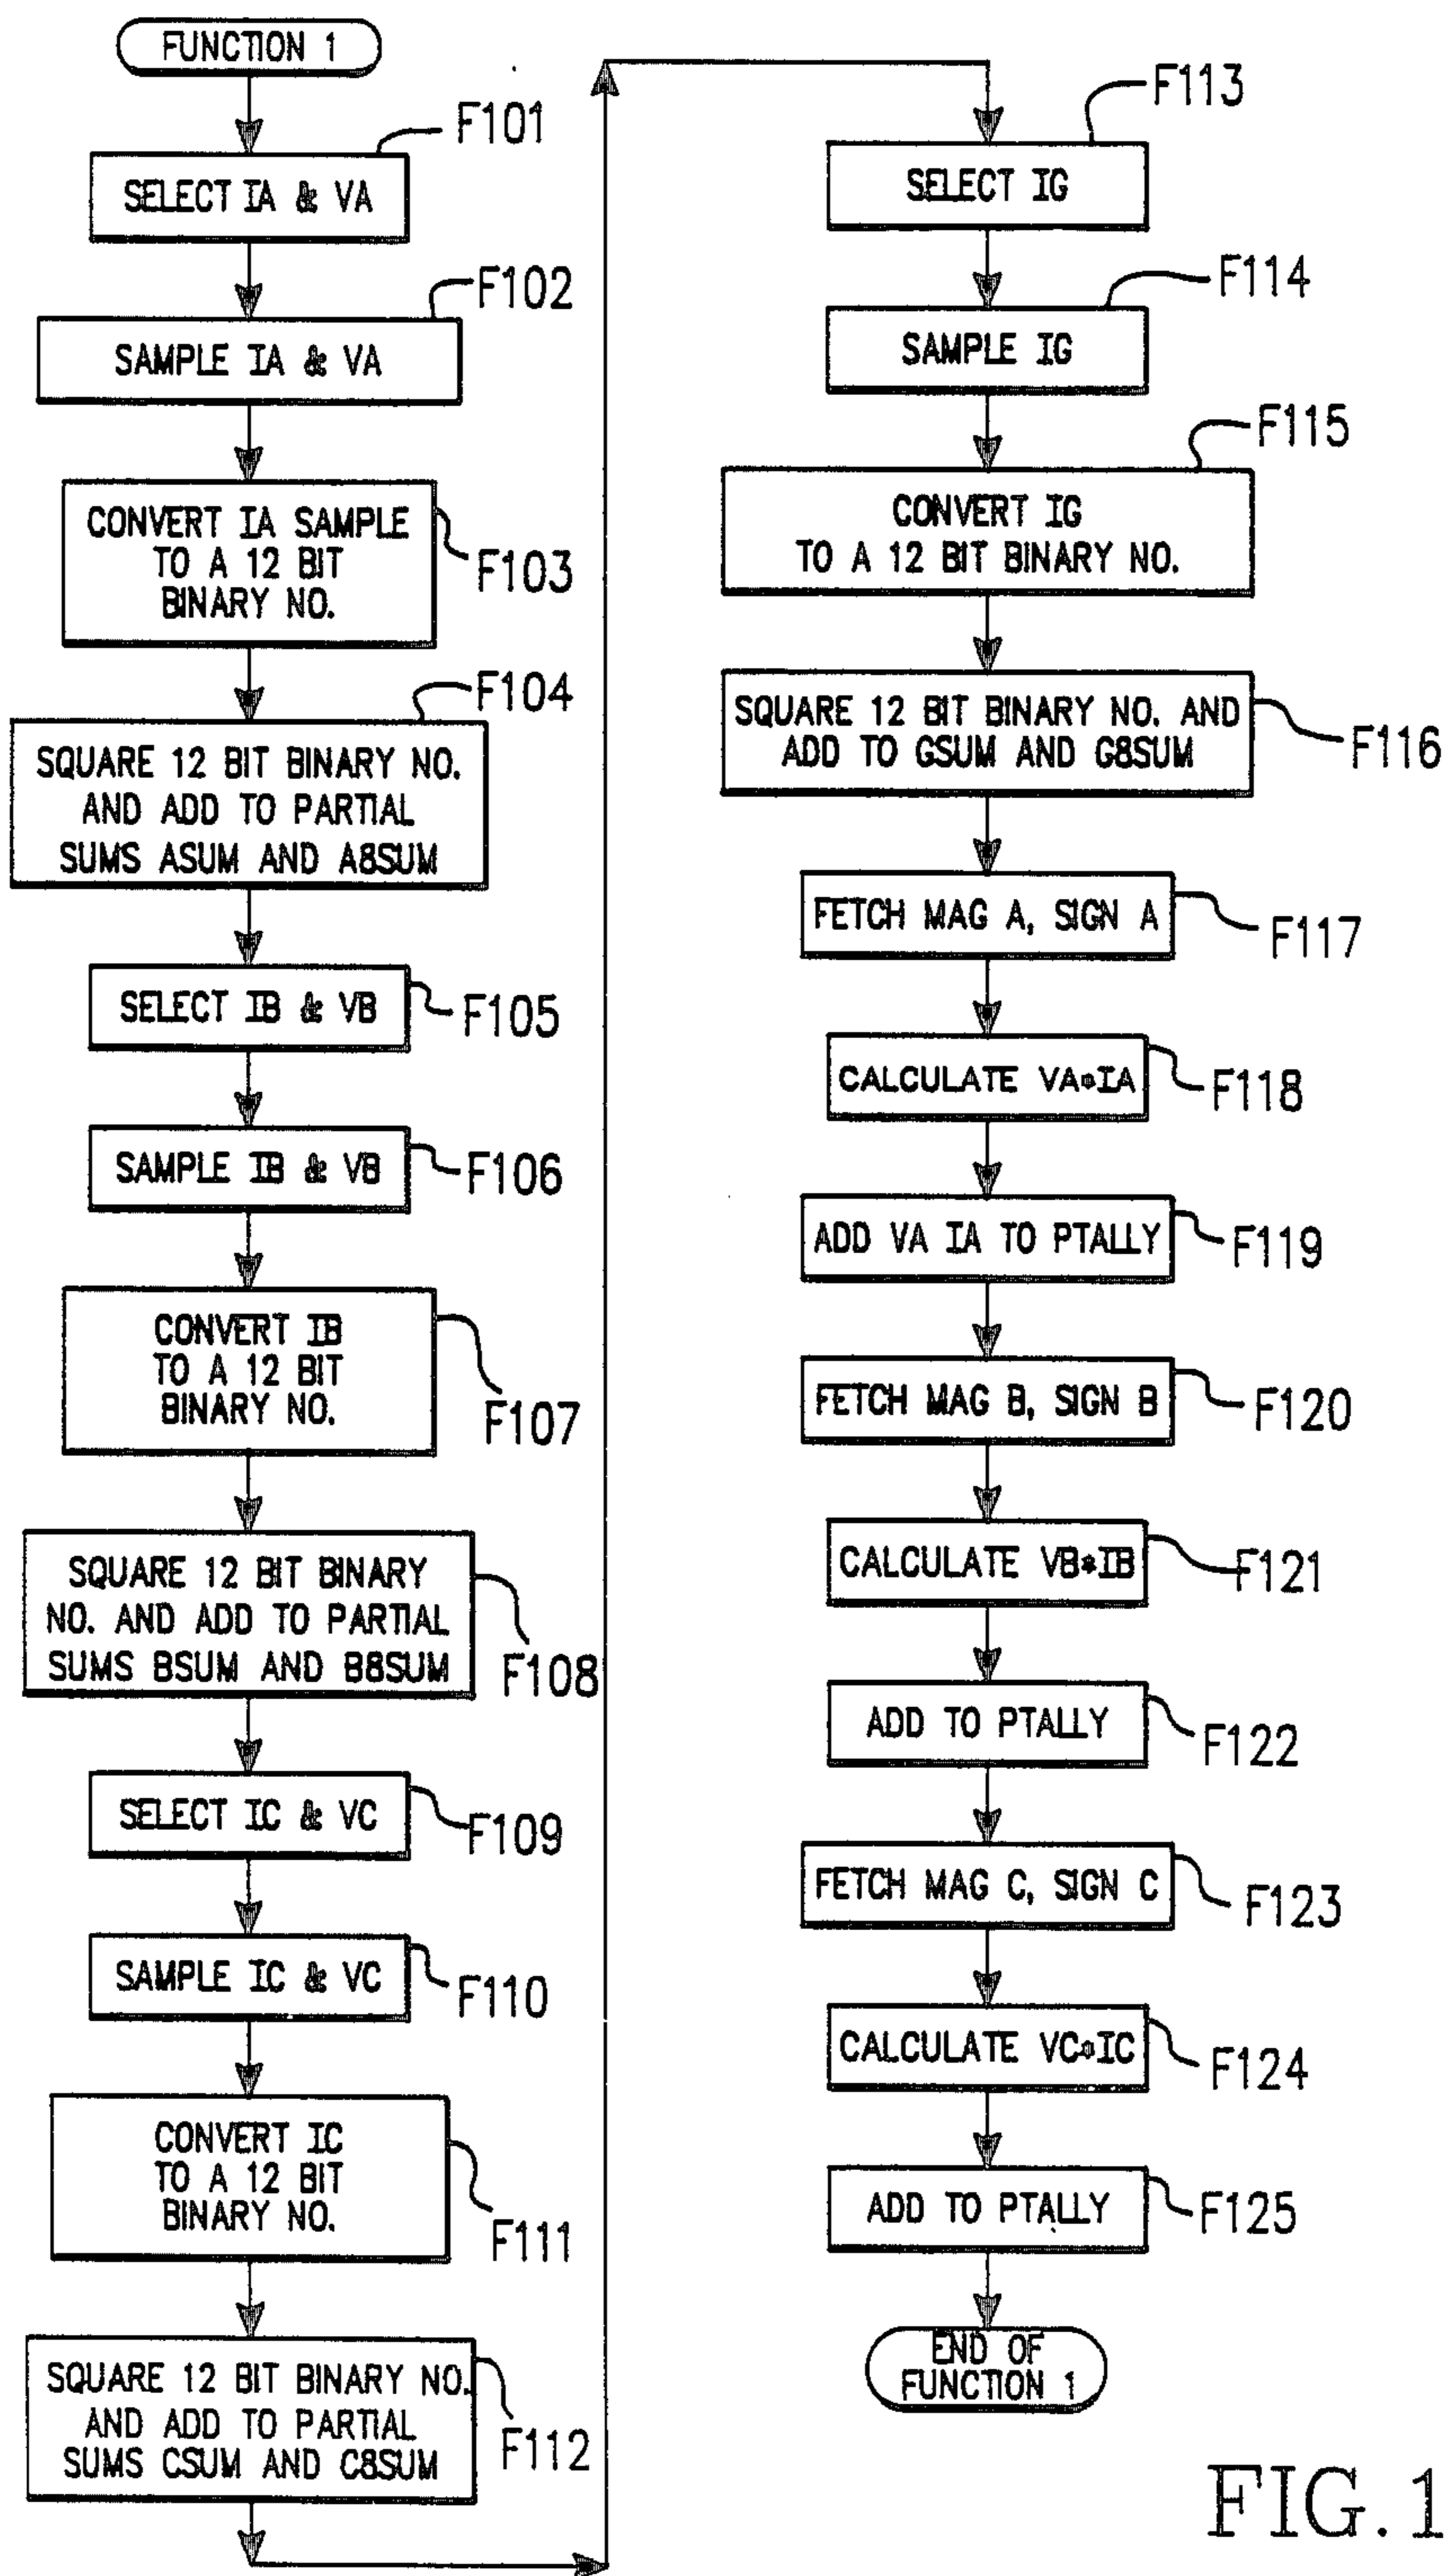 FUNCTION 1
F101
SELECT IA & VA
F102
SAMPLE IA & VA
CONVERT IA SAMPLE
TO A 12 BIT
BINARY NO.
F103
F104
SQUARE 12 BIT BINARY NO.
AND ADD TO PARTIAL
SUMS ASUM AND A8SUM
SELECT IB & VB
F105
SAMPLE IB & VB
F106
CONVERT IB
TO A 12 BIT
BINARY NO.
F107
SQUARE 12 BIT BINARY
NO. AND ADD TO PARTIAL
SUMS BSUM AND B8SUM
F108
SELECT IC & VC
F109
SAMPLE IC & VC
F110
CONVERT IC
TO A 12 BIT
BINARY NO.
F111
SQUARE 12 BIT BINARY NO.
AND ADD TO PARTIAL
SUMS CSUM AND C8SUM
F112
F113
SELECT IG
F114
SAMPLE IG
F115
CONVERT IG
TO A 12 BIT BINARY NO.
SQUARE 12 BIT BINARY NO. AND
ADD TO GSUM AND G8SUM
F116
FETCH MAG A, SIGN A
F117
CALCULATE VA*IA
F118
ADD VA IA TO PTALLY
F119
FETCH MAG B, SIGN B
F120
CALCULATE VB*IB
F121
ADD TO PTALLY
F122
FETCH MAG C, SIGN C
F123
CALCULATE VC*IC
F124
ADD TO PTALLY
F125
END OF
FUNCTION 1
FIG. 1